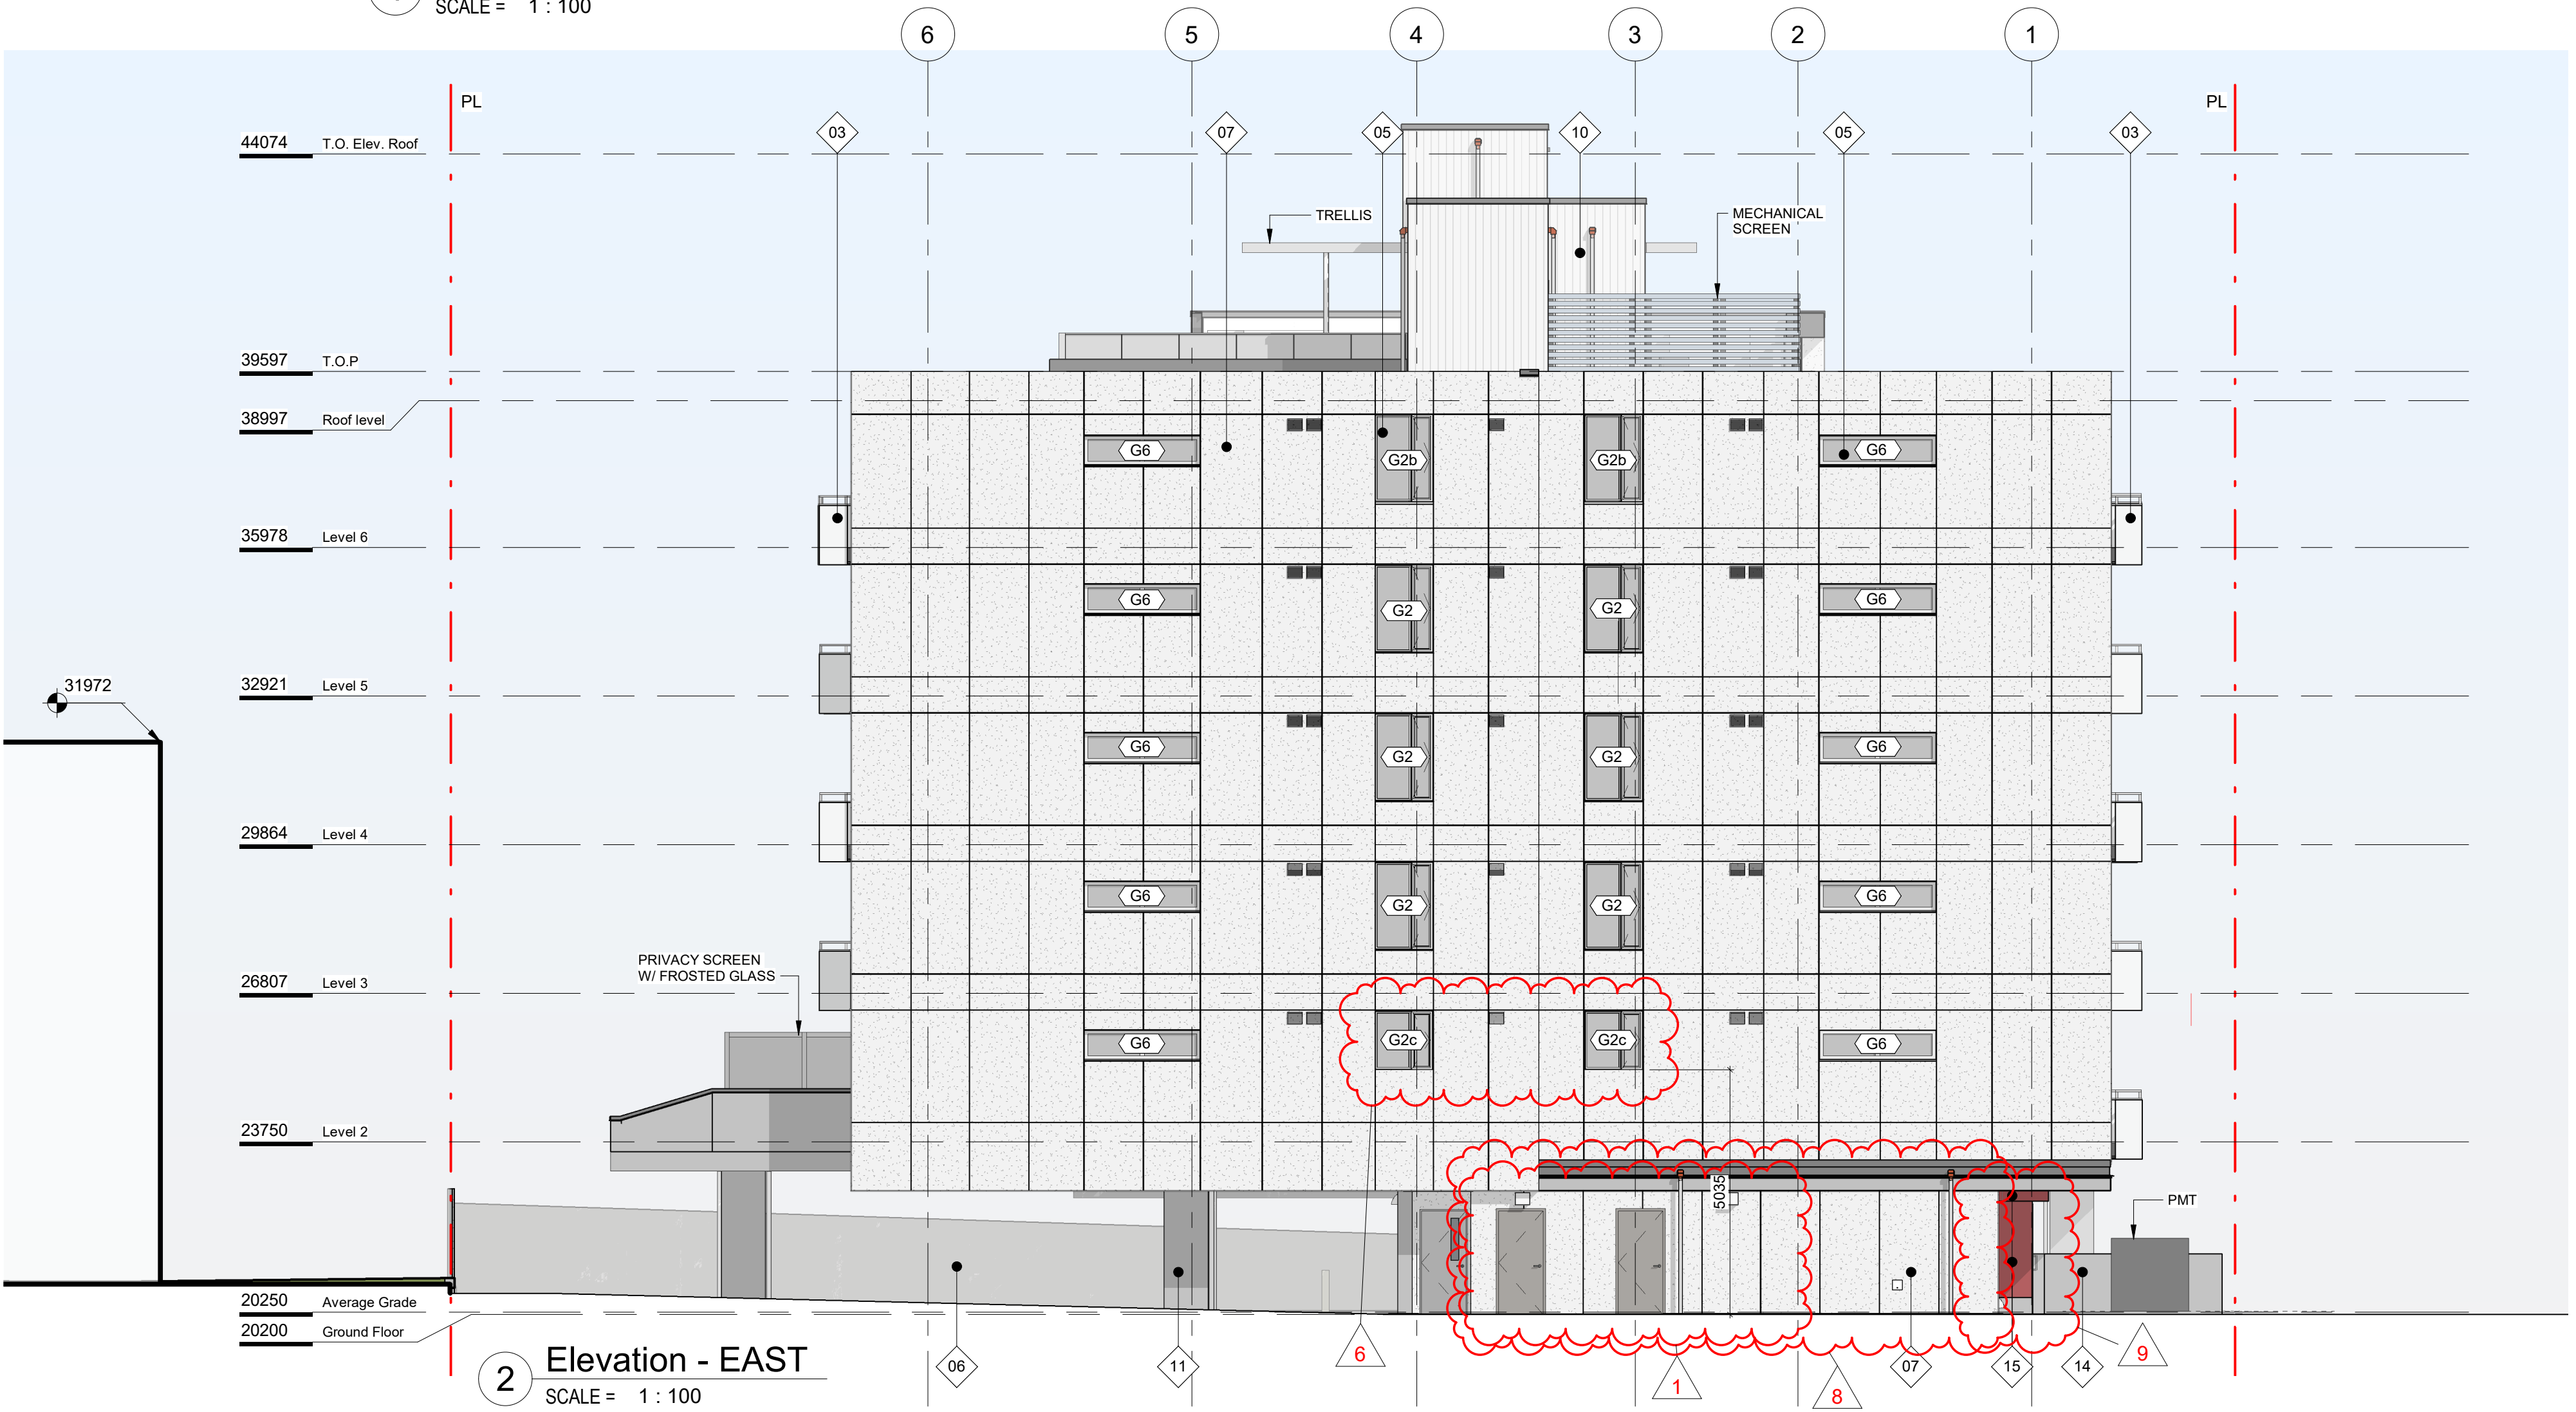 SCALE = 1 : 100
6 5 4 3 2 1
PL PL
03 07 05 10 05 03
44074 T.O. Elev. Roof
TRELLIS
MECHANICAL
SCREEN
39597 T.O.P
38997 Roof level
G6 G2b G2b G6
35978 Level 6
G6 G2 G2 G6
31972
32921 Level 5
G6 G2 G2 G6
29864 Level 4
G6 G2 G2 G6
PRIVACY SCREEN
W/ FROSTED GLASS
26807 Level 3
G6 G2c G2c G6
23750 Level 2
5035
PMT
20250 Average Grade
20200 Ground Floor
06 11 6 1 8 07 15 14 9
2 Elevation - EAST
SCALE = 1 : 100